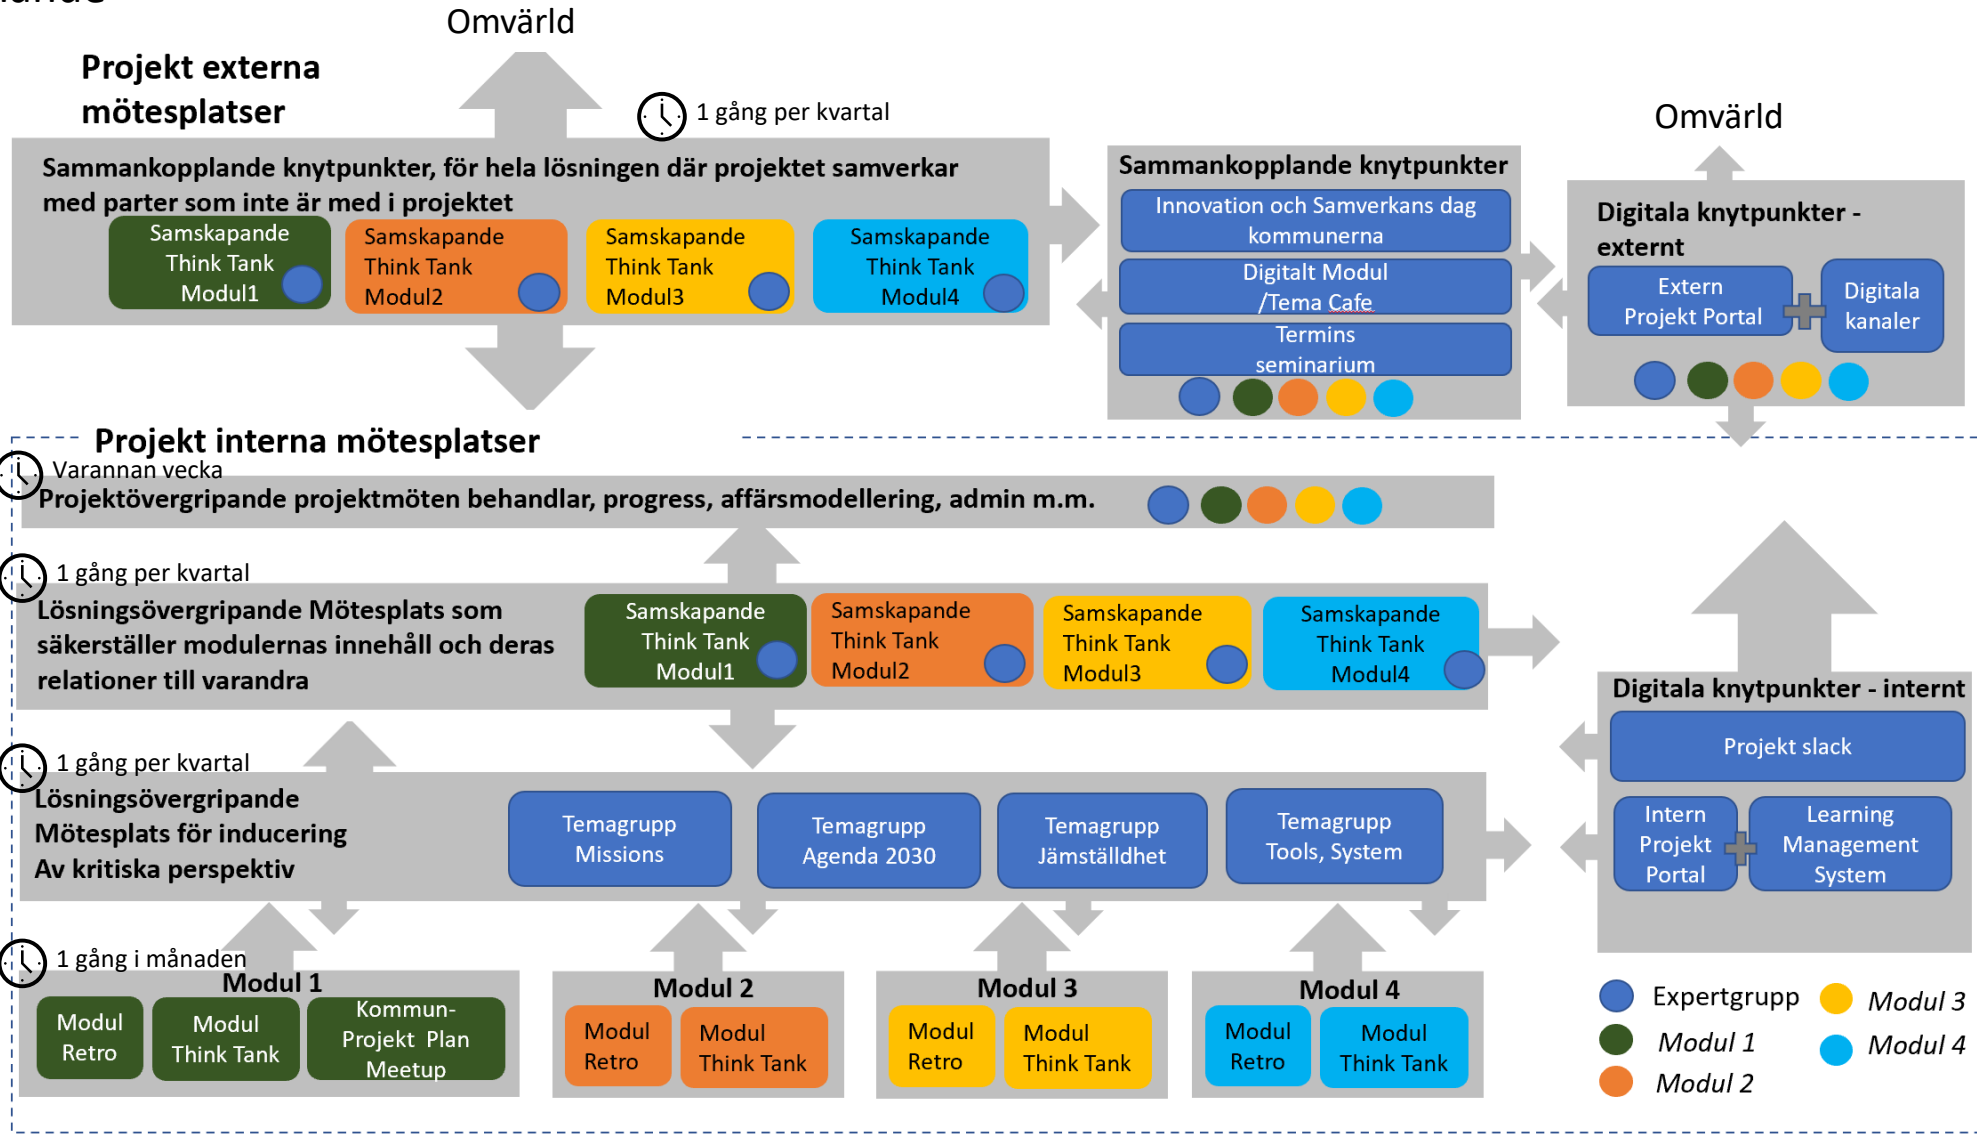 Omvärld
Projekt externa
mötesplatser
1 gång per kvartal
Sammankopplande knytpunkter, för hela lösningen där projektet samverkar
med parter som inte är med i projektet
Samskapande
Think Tank
Modul1
Samskapande
Think Tank
Modul2
Samskapande
Think Tank
Modul3
Samskapande
Think Tank
Modul4
Sammankopplande knytpunkter
Innovation och Samverkans dag
kommunerna
Digitalt Modul
/Tema Cafe
Termins
seminarium
Omvärld
Digitala knytpunkter -
externt
Extern
Projekt Portal
Digitala
kanaler
Projekt interna mötesplatser
Varannan vecka
Projektövergripande projektmöten behandlar, progress, affärsmodellering, admin m.m.
1 gång per kvartal
Lösningsövergripande Mötesplats som
säkerställer modulernas innehåll och deras
relationer till varandra
Samskapande
Think Tank
Modul1
Samskapande
Think Tank
Modul2
Samskapande
Think Tank
Modul3
Samskapande
Think Tank
Modul4
1 gång per kvartal
Lösningsövergripande
Mötesplats för inducering
Av kritiska perspektiv
Temagrupp
Missions
Temagrupp
Agenda 2030
Temagrupp
Jämställdhet
Temagrupp
Tools, System
Digitala knytpunkter - internt
Projekt slack
Intern
Projekt
Portal
Learning
Management
System
1 gång i månaden
Modul 1
Modul
Retro
Modul
Think Tank
Kommun-
Projekt Plan
Meetup
Modul 2
Modul
Retro
Modul
Think Tank
Modul 3
Modul
Retro
Modul
Think Tank
Modul 4
Modul
Retro
Modul
Think Tank
Expertgrupp
Modul 1
Modul 2
Modul 3
Modul 4